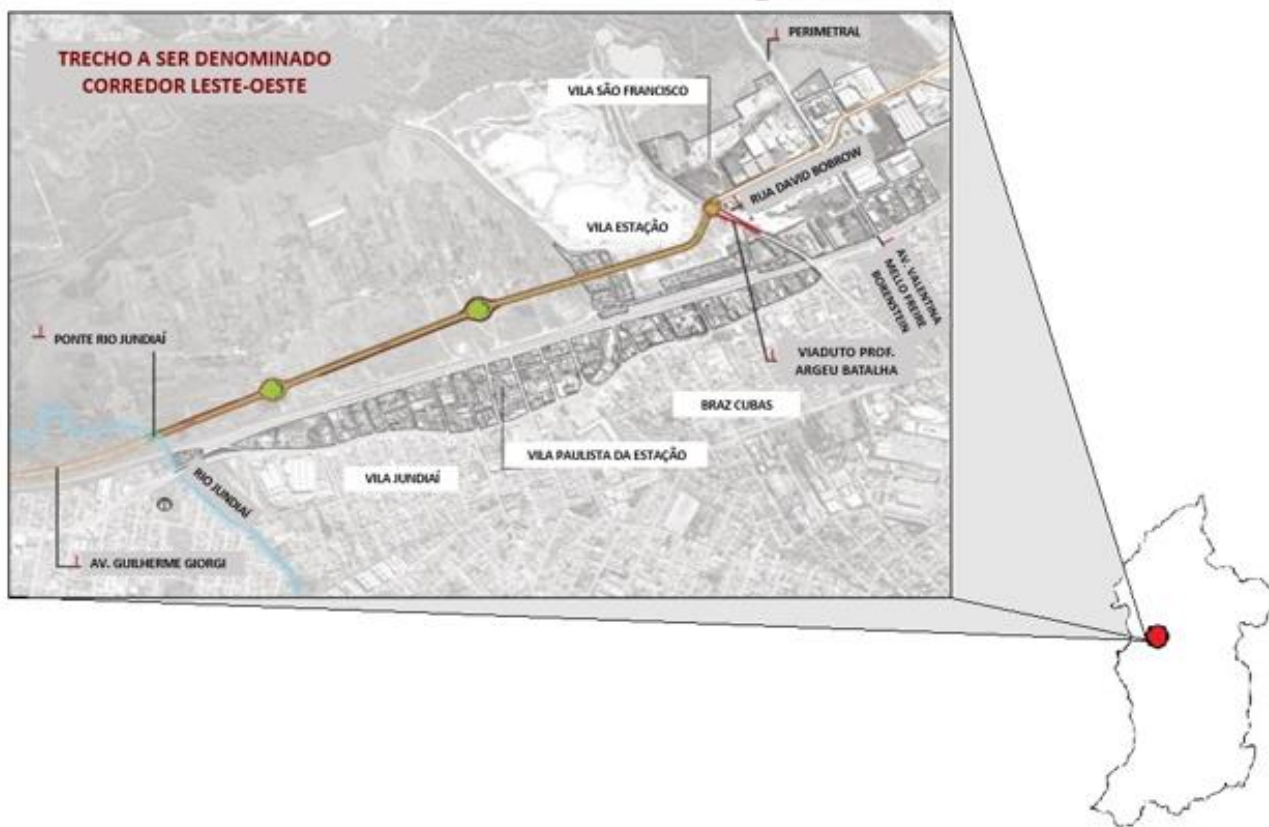 TRECHO A SER DENOMINADO
CORREDOR LESTE-OESTE
PERIMETRAL
VILA SÃO FRANCISCO
RUA DAVID BOBROW
VILA ESTAÇÃO
AV. VALENTINA
MELLO FREIRE
BORENSTEIN
PONTE RIO JUNDIAÍ
VIADUTO PROF.
ARGEU BATALHA
BRAZ CUBAS
VILA PAULISTA DA ESTAÇÃO
VILA JUNDIAÍ
RIO JUNDIAÍ
AV. GUILHERME GIORGI